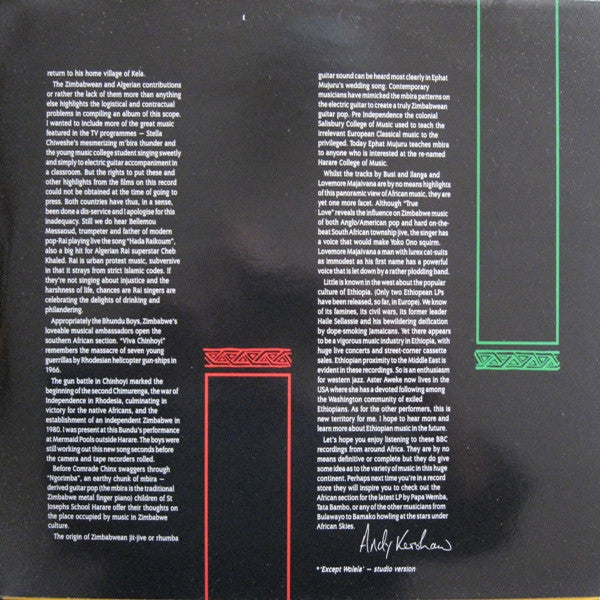 return to his home village of Kela.
The Zimbabwean and Algerian contributions
or rather the lack of them more than anything
else highlights the logistical and contractual
problems in compiling an album of this scope.
I wanted to include more of the great music
featured in the TV programmes — Stella
Chiweshe's mesmerizing m'bira thunder and
the young music college student singing sweetly
and simply to electric guitar accompaniment in
a classroom. But the rights to put these and
other highlights from the films on this record
could not be obtained at the time of going to
press. Both countries have thus, in a sense,
been done a dis-service and I apologise for this
inadequacy. Still we do hear Bellemou
Messaoud, trumpeter and father of modern
pop-Rai playing live the song "Hada Raikoum",
also a big hit for Algerian Rai superstar Cheb
Khaled. Rai is urban protest music, subversive
in that it strays from strict Islamic codes. If
they're not singing about injustice and the
harshness of life, chances are Rai singers are
celebrating the delights of drinking and
philandering.
Appropriately the Bhundu Boys, Zimbabwe's
loveable musical ambassadors open the
southern African section. "Viva Chinhoyi"
remembers the massacre of seven young
guerrillas by Rhodesian helicopter gun-ships in
1966.
The gun battle in Chinhoyi marked the
beginning of the second Chimurenga, the war of
Independence in Rhodesia, culminating in
victory for the native Africans, and the
establishment of an independent Zimbabwe in
1980. I was present at this Bundu's performance
at Mermaid Pools outside Harare. The boys were
still working out this new song seconds before
the camera and tape recorders rolled.
Before Comrade Chinx swaggers through
"Ngorimba", an earthy chunk of mbira —
derived guitar pop (the mbira is the traditional
Zimbabwe metal finger piano) children of St
Josephs School Harare offer their thoughts on
the place occupied by music in Zimbabwe
culture.
The origin of Zimbabwean jit-jive or rhumba
guitar sound can be heard most clearly in Ephat
Mujuru's wedding song. Contemporary
musicians have mimicked the mbira patterns on
the electric guitar to create a truly Zimbabwean
guitar pop. Pre Independence the colonial
Salisbury College of Music used to teach the
irrelevant European Classical music to the
privileged. Today Ephat Mujuru teaches mbira
to anyone who is interested at the re-named
Harare College of Music.
Whilst the tracks by Busi and Ilanga and
Lovemore Majaivana are by no means highlights
of this panoramic view of African music, they are
yet one more facet. Although "True
Love" reveals the influence on Zimbabwe music
of both Anglo/American pop and hard on-the-
beat South African township jive, the singer has
a voice that would make Yoko Ono squirm.
Lovemore Majaivana a man with lurex cat-suits
as immodest as his first name has a powerful
voice that is let down by a rather plodding band.
Little is known in the west about the popular
culture of Ethiopia. (Only two Ethiopian LPs
have been released, so far, in Europe). We know
of its famines, its civil wars, its former leader
Haile Sellassie and his bewildering deification
by dope-smoking Jamaicans. Yet there appears
to be a vigorous music industry in Ethiopia, with
huge live concerts and street-corner cassette
sales. Ethiopian proximity to the Middle East is
evident in these recordings. So is an enthusiasm
for western jazz. Aster Aweke now lives in the
USA where she has a devoted following among
the Washington community of exiled
Ethiopians. As for the other performers, this is
new territory for me. I hope to hear more and
learn more about Ethiopian music in the future.
Let's hope you enjoy listening to these BBC
recordings from around Africa. They are by no
means definitive or complete but they do give
some idea as to the variety of music in this huge
continent. Perhaps next time you're in a record
store they will inspire you to check out the
African section for the latest LP by Papa Wemba,
Tata Bambo, or any of the other musicians from
Bulawayo to Bamako howling at the stars under
African Skies.
Andy Kershaw
*'Except Wolela' — studio version